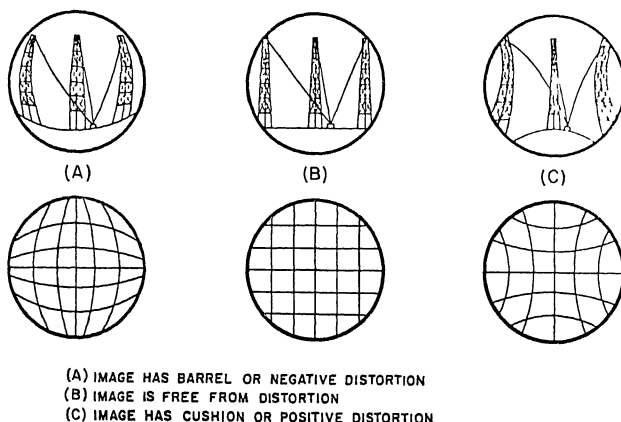 (A) (B) (C)
(A) IMAGE HAS BARREL OR NEGATIVE DISTORTION
(B) IMAGE IS FREE FROM DISTORTION
(C) IMAGE HAS CUSHION OR POSITIVE DISTORTION